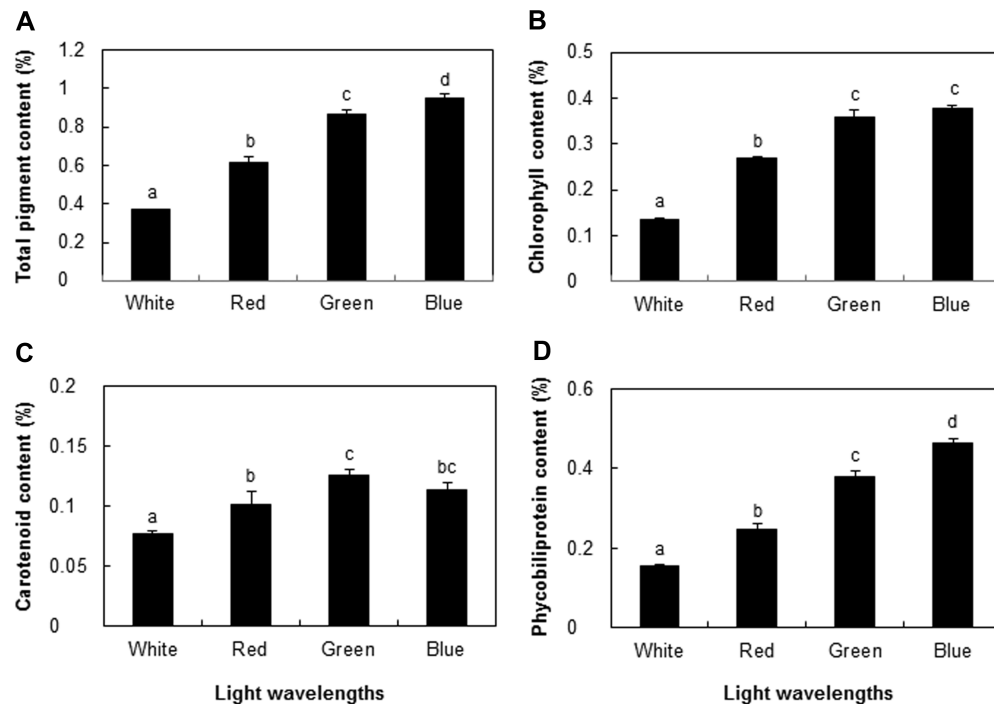 A
Total pigment content (%)
1.2
1
0.8
0.6
0.4
0.2
0
a
b
c
d
White Red Green Blue
B
Chlorophyll content (%)
0.5
0.4
0.3
0.2
0.1
0
a
b
c
c
White Red Green Blue
C
Carotenoid content (%)
0.2
0.15
0.1
0.05
0
a
b
c
bc
White Red Green Blue
Light wavelengths
D
Phycobiliprotein content (%)
0.6
0.4
0.2
0
a
b
c
d
White Red Green Blue
Light wavelengths